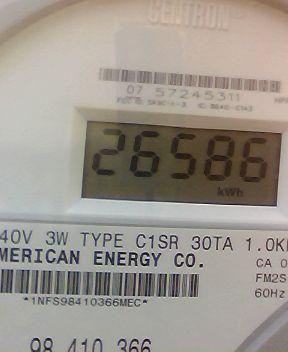 CENTRON
07 57245311
26586
kWh
40V 3W TYPE C1SR 30TA 1.0K
MERICAN ENERGY CO.
CA 0
FM2S
*1NFS98410366MEC*
60Hz
98 410 366